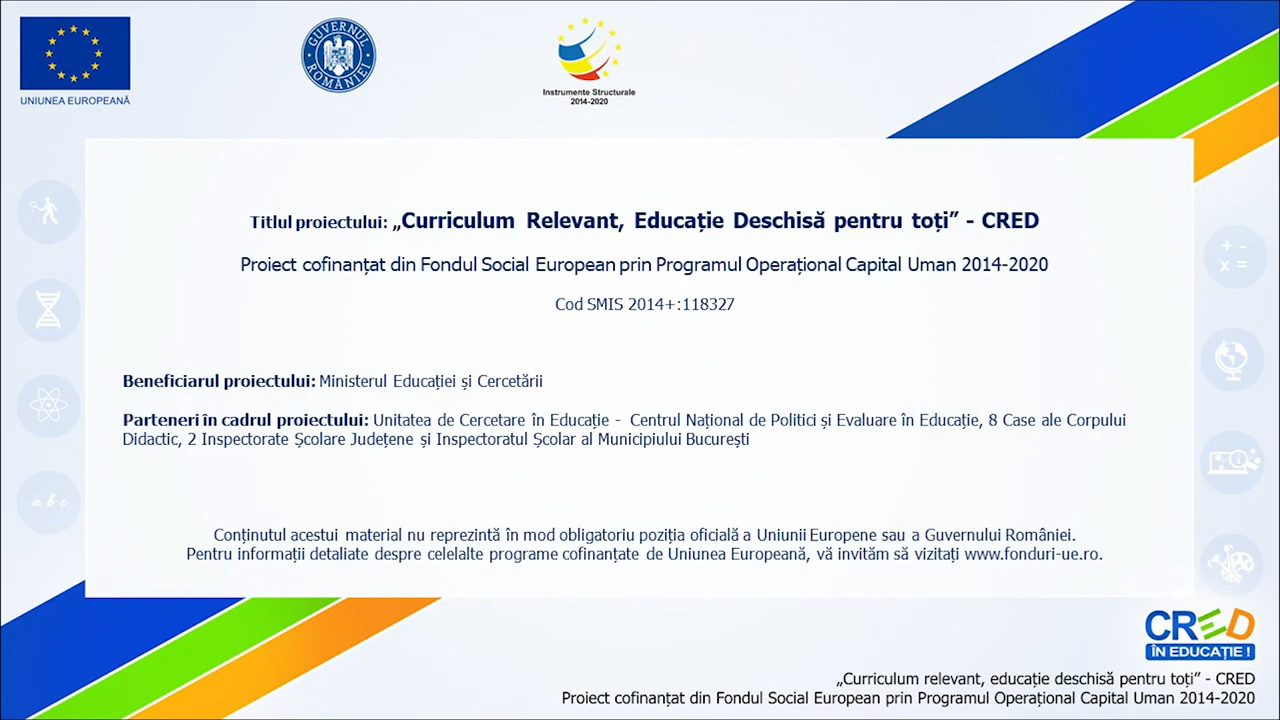 UNIUNEA EUROPEANĂ
GUVERNUL ROMÂNIEI
Instrumente Structurale
2014-2020
Titlul proiectului: „Curriculum Relevant, Educație Deschisă pentru toți” - CRED
Proiect cofinanțat din Fondul Social European prin Programul Operațional Capital Uman 2014-2020
Cod SMIS 2014+:118327
Beneficiarul proiectului: Ministerul Educației și Cercetării
Parteneri în cadrul proiectului: Unitatea de Cercetare în Educație - Centrul Național de Politici și Evaluare în Educație, 8 Case ale Corpului
Didactic, 2 Inspectorate Școlare Județene și Inspectoratul Școlar al Municipiului București
Conținutul acestui material nu reprezintă în mod obligatoriu poziția oficială a Uniunii Europene sau a Guvernului României.
Pentru informații detaliate despre celelalte programe cofinanțate de Uniunea Europeană, vă invităm să vizitați www.fonduri-ue.ro.
a b c
+ -
x =
CRED
ÎN EDUCAȚIE !
„Curriculum relevant, educație deschisă pentru toți” - CRED
Proiect cofinanțat din Fondul Social European prin Programul Operațional Capital Uman 2014-2020